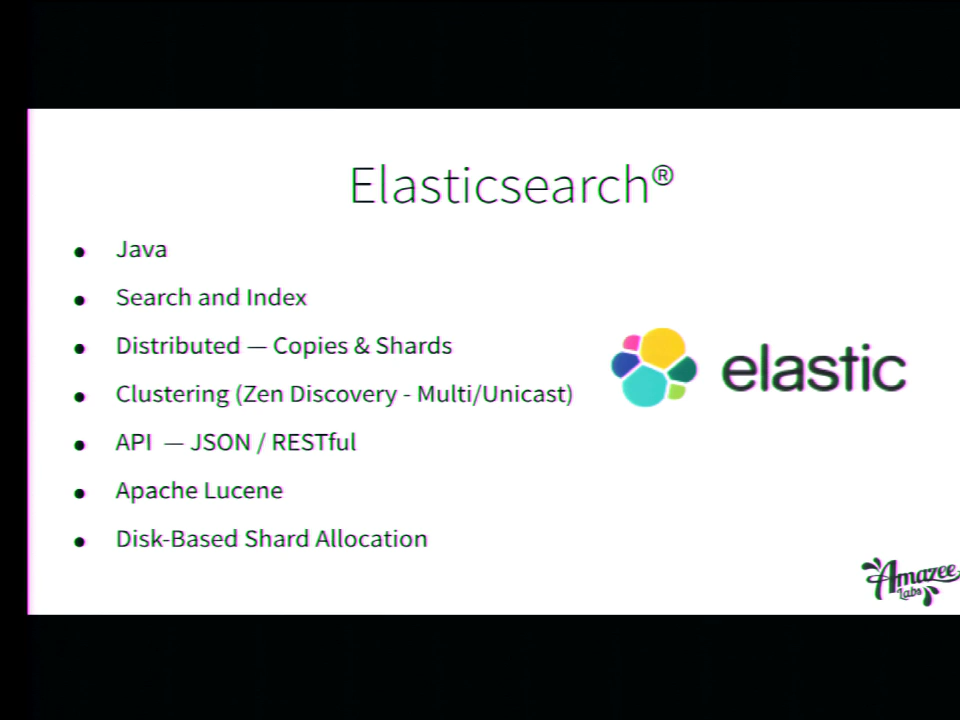 Elasticsearch®
● Java
● Search and Index
● Distributed — Copies & Shards
● Clustering (Zen Discovery - Multi/Unicast)
● API — JSON / RESTful
● Apache Lucene
● Disk-Based Shard Allocation
elastic
Amazee
Labs